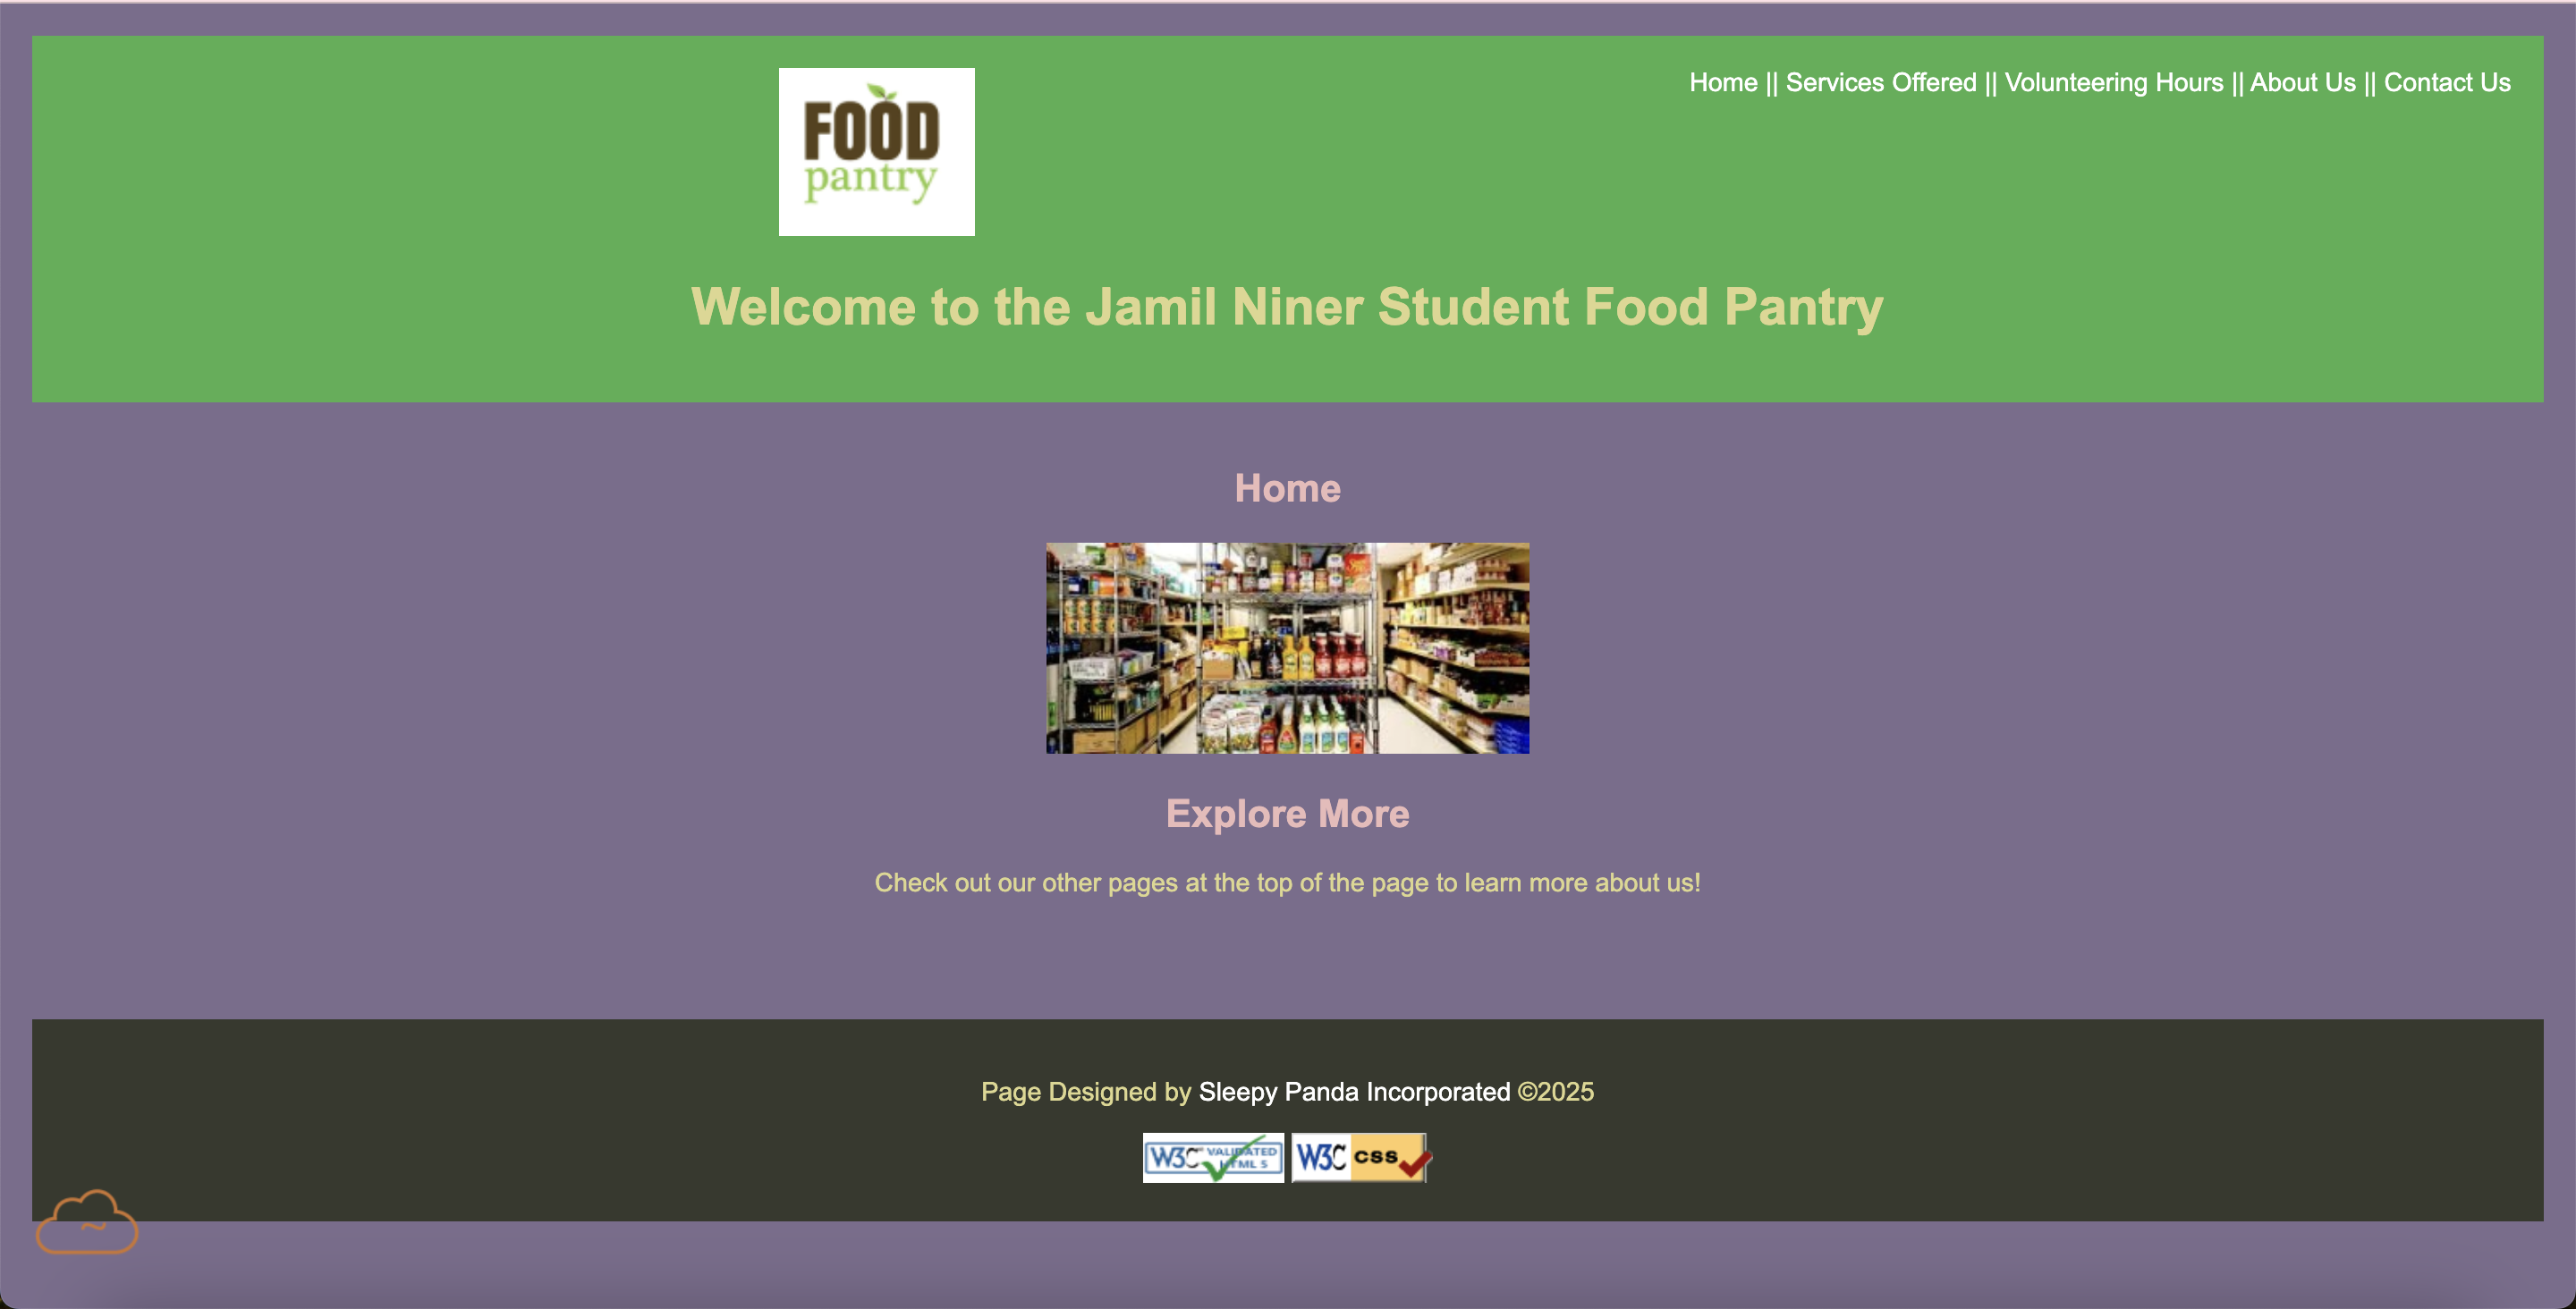 FOOD
pantry
Home || Services Offered || Volunteering Hours || About Us || Contact Us
Welcome to the Jamil Niner Student Food Pantry
Home
Explore More
Check out our other pages at the top of the page to learn more about us!
Page Designed by Sleepy Panda Incorporated ©2025
W3C VALIDATED HTML 5
W3C css